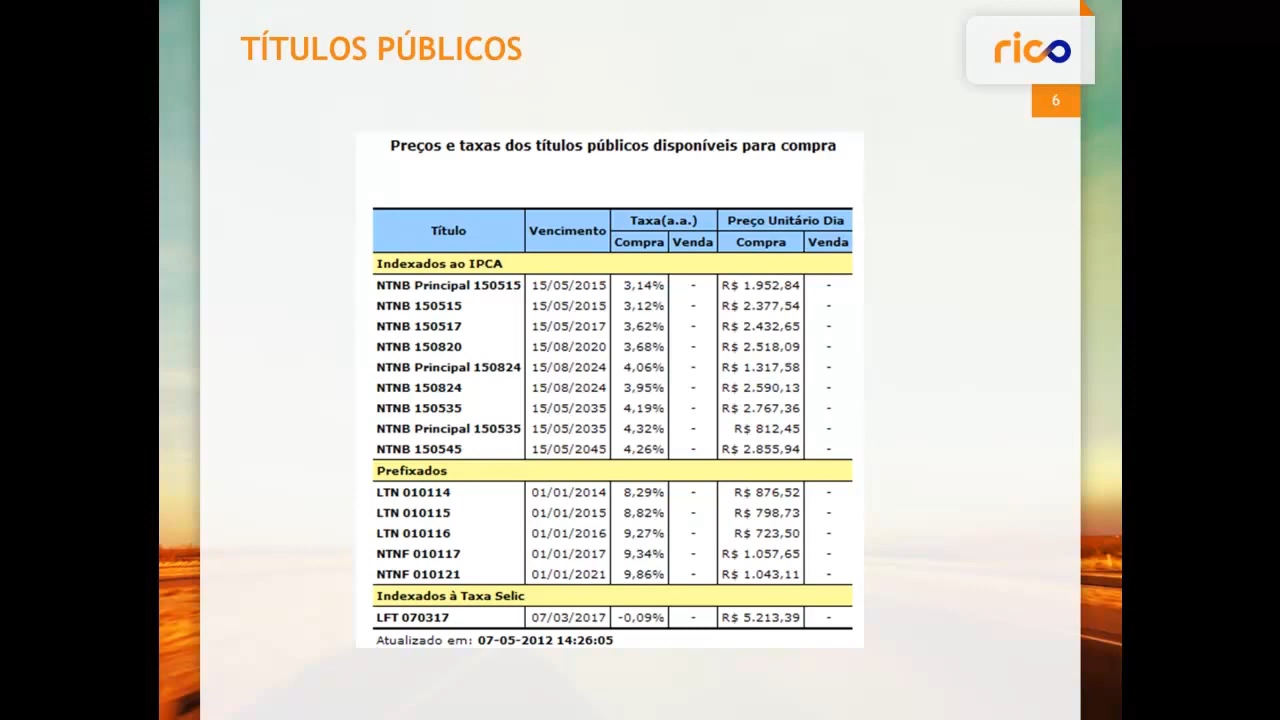 TÍTULOS PÚBLICOS
rico
6
Preços e taxas dos títulos públicos disponíveis para compra
Título Vencimento Taxa(a.a.) Preço Unitário Dia
Compra Venda Compra Venda
Indexados ao IPCA
NTNB Principal 150515 15/05/2015 3,14% - R$ 1.952,84 -
NTNB 150515 15/05/2015 3,12% - R$ 2.377,54 -
NTNB 150517 15/05/2017 3,62% - R$ 2.432,65 -
NTNB 150820 15/08/2020 3,68% - R$ 2.518,09 -
NTNB Principal 150824 15/08/2024 4,06% - R$ 1.317,58 -
NTNB 150824 15/08/2024 3,95% - R$ 2.590,13 -
NTNB 150535 15/05/2035 4,19% - R$ 2.767,36 -
NTNB Principal 150535 15/05/2035 4,32% - R$ 812,45 -
NTNB 150545 15/05/2045 4,26% - R$ 2.855,94 -
Prefixados
LTN 010114 01/01/2014 8,29% - R$ 876,52 -
LTN 010115 01/01/2015 8,82% - R$ 798,73 -
LTN 010116 01/01/2016 9,27% - R$ 723,50 -
NTNF 010117 01/01/2017 9,34% - R$ 1.057,65 -
NTNF 010121 01/01/2021 9,86% - R$ 1.043,11 -
Indexados à Taxa Selic
LFT 070317 07/03/2017 -0,09% - R$ 5.213,39 -
Atualizado em: 07-05-2012 14:26:05